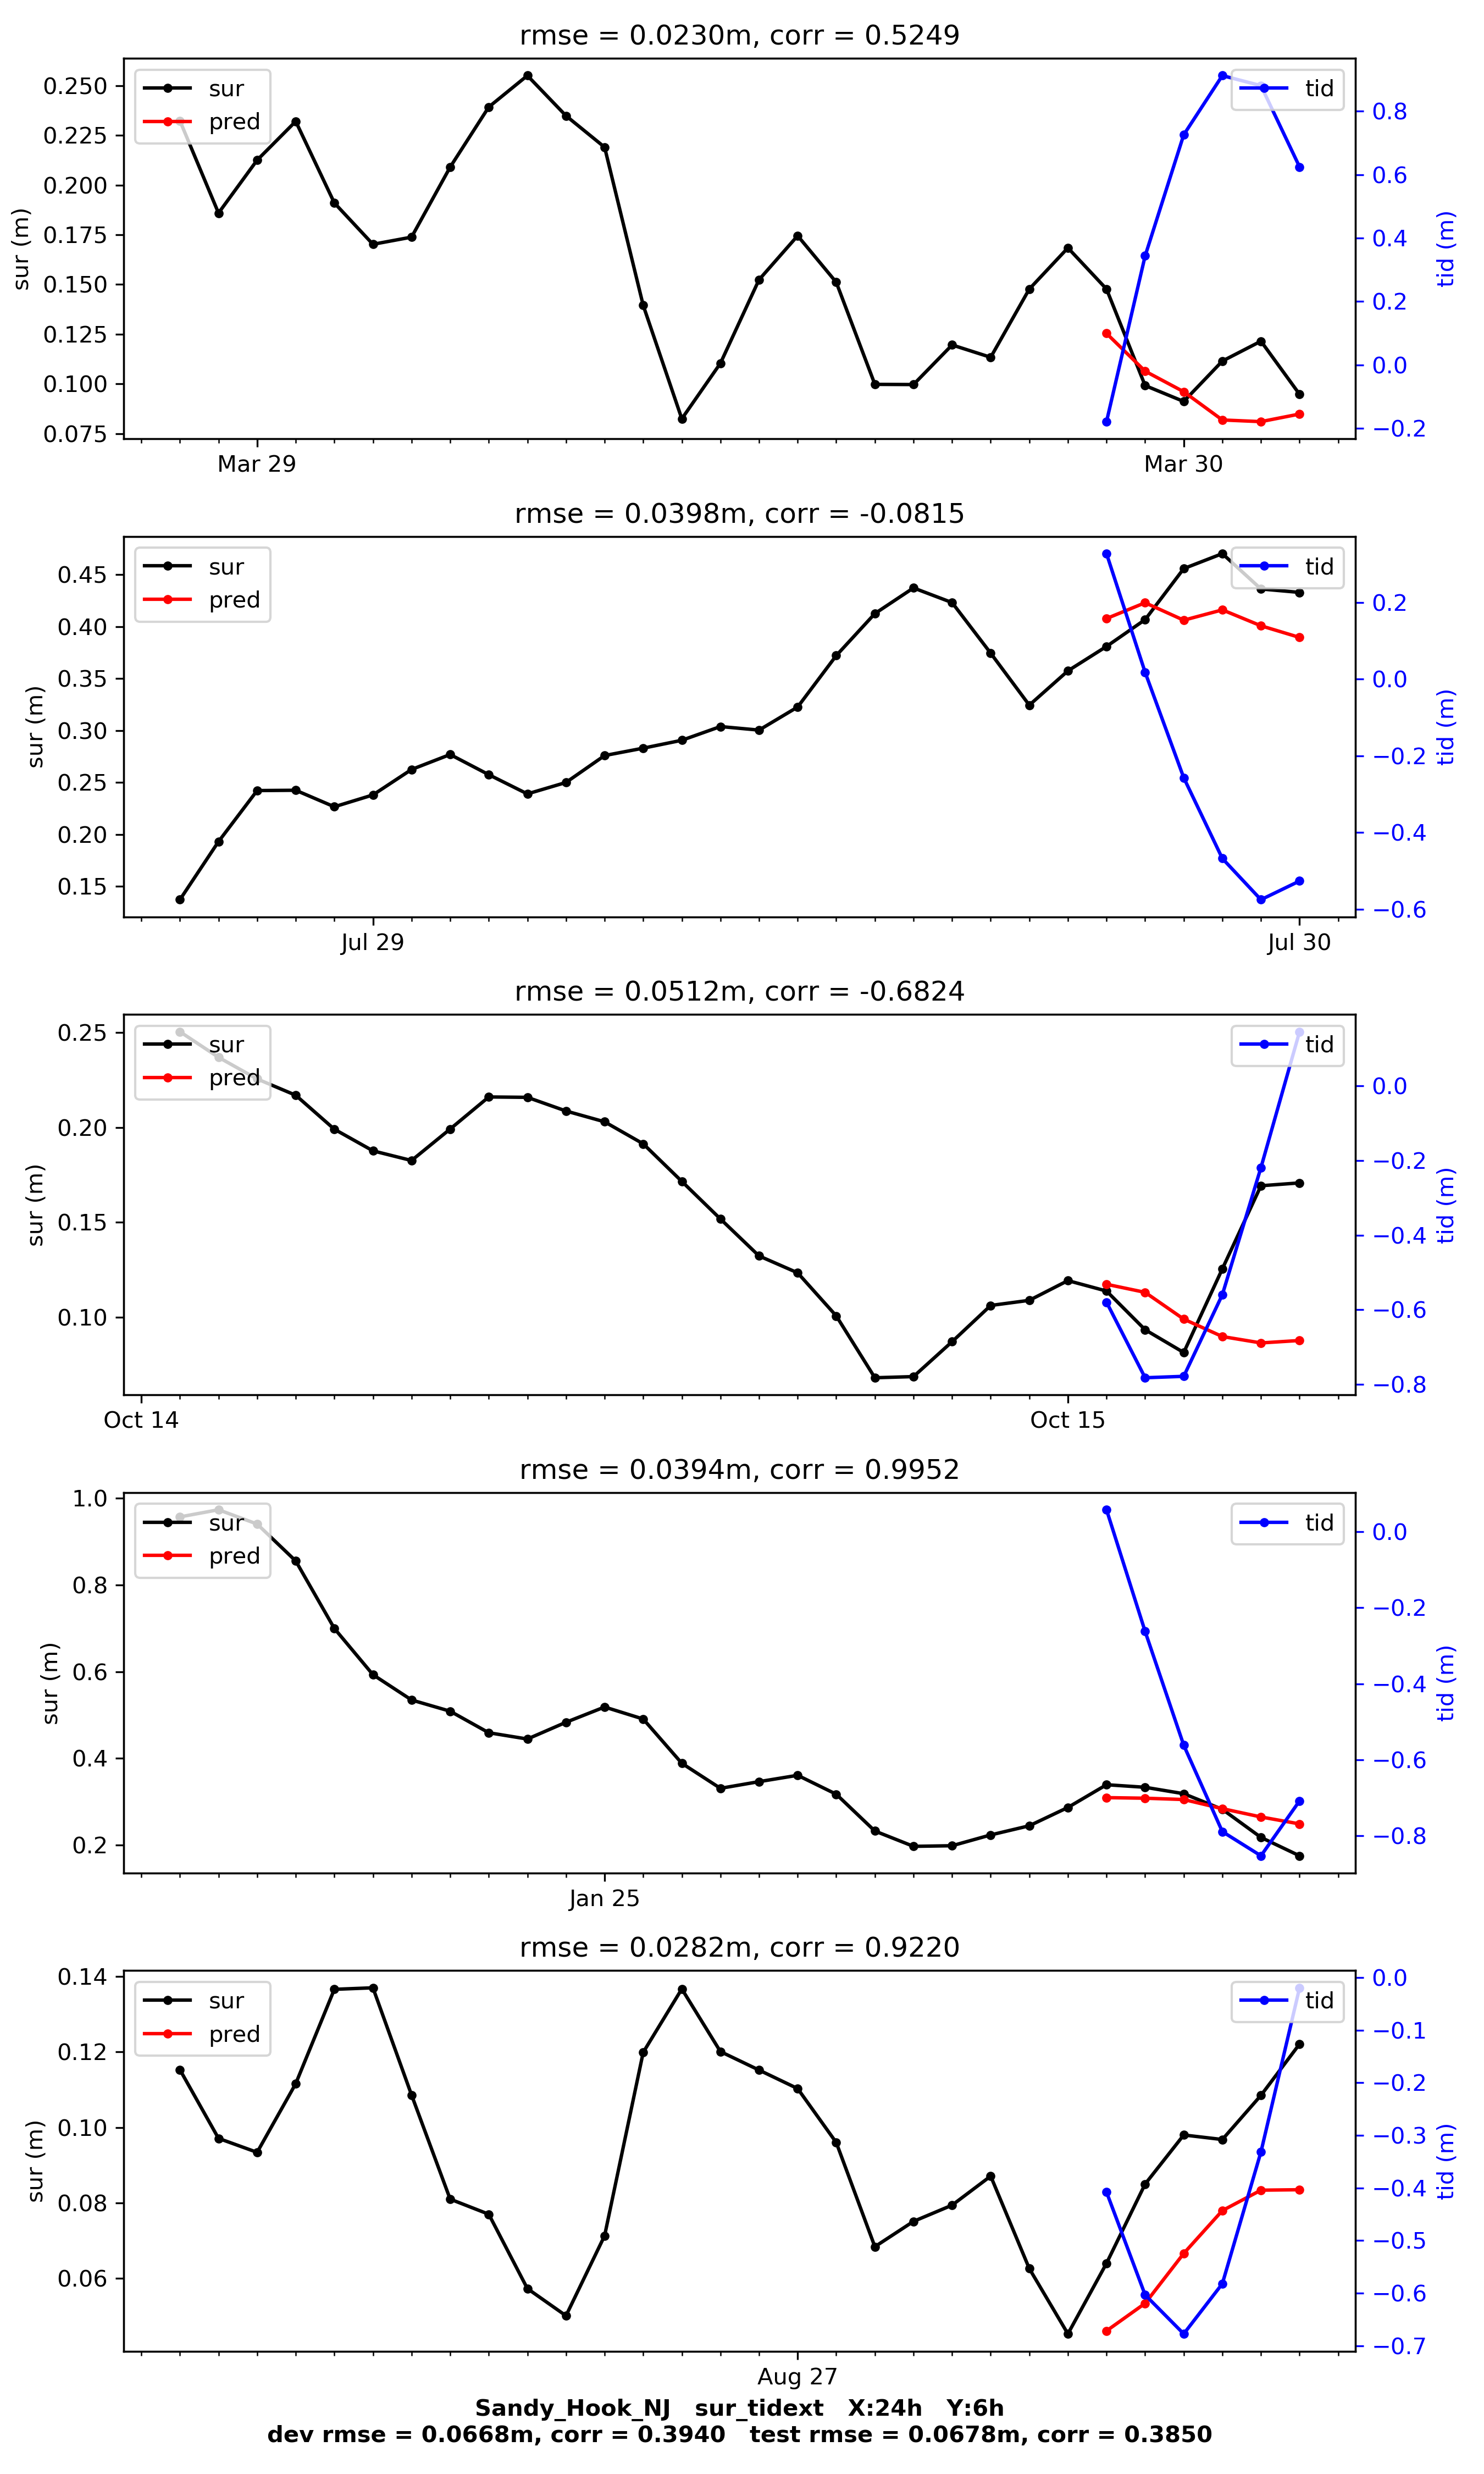 rmse = 0.0230m, corr = 0.5249
sur
pred
tid
0.250
0.225
0.200
0.175
0.150
0.125
0.100
0.075
sur (m)
0.8
0.6
0.4
0.2
0.0
−0.2
tid (m)
Mar 29
Mar 30
rmse = 0.0398m, corr = -0.0815
sur
pred
tid
0.45
0.40
0.35
0.30
0.25
0.20
0.15
sur (m)
0.2
0.0
−0.2
−0.4
−0.6
tid (m)
Jul 29
Jul 30
rmse = 0.0512m, corr = -0.6824
sur
pred
tid
0.25
0.20
0.15
0.10
sur (m)
0.0
−0.2
−0.4
−0.6
−0.8
tid (m)
Oct 14
Oct 15
rmse = 0.0394m, corr = 0.9952
sur
pred
tid
1.0
0.8
0.6
0.4
0.2
sur (m)
0.0
−0.2
−0.4
−0.6
−0.8
tid (m)
Jan 25
rmse = 0.0282m, corr = 0.9220
sur
pred
tid
0.14
0.12
0.10
0.08
0.06
sur (m)
0.0
−0.1
−0.2
−0.3
−0.4
−0.5
−0.6
−0.7
tid (m)
Aug 27
Sandy_Hook_NJ   sur_tidext   X:24h   Y:6h
dev rmse = 0.0668m, corr = 0.3940   test rmse = 0.0678m, corr = 0.3850